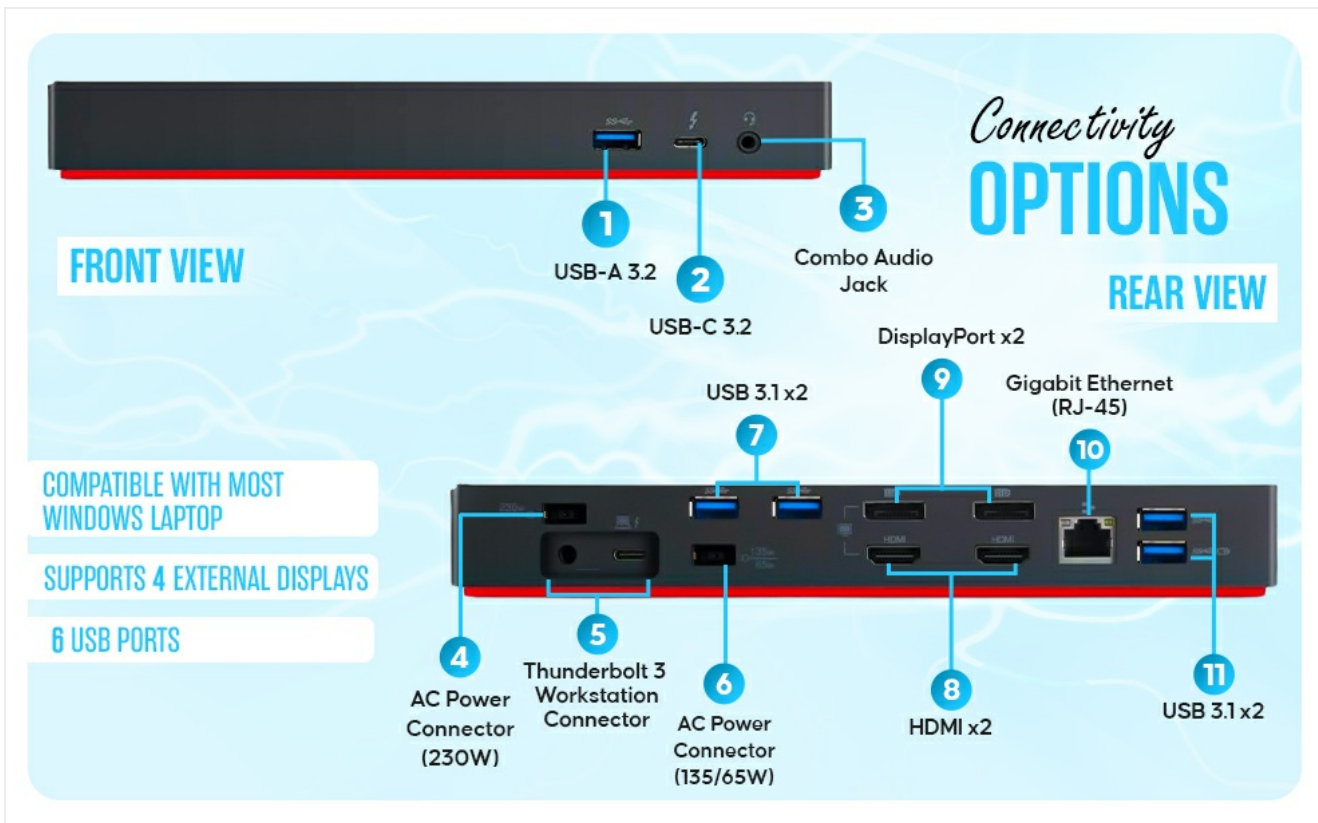 Connectivity
OPTIONS
FRONT VIEW
1
USB-A 3.2
2
USB-C 3.2
3
Combo Audio
Jack
REAR VIEW
COMPATIBLE WITH MOST
WINDOWS LAPTOP
SUPPORTS 4 EXTERNAL DISPLAYS
6 USB PORTS
230w
4
AC Power
Connector
(230W)
5
Thunderbolt 3
Workstation
Connector
135w
65w
6
AC Power
Connector
(135/65W)
USB 3.1 x2
7
HDMI
HDMI
8
HDMI x2
DisplayPort x2
9
Gigabit Ethernet
(RJ-45)
10
11
USB 3.1 x2